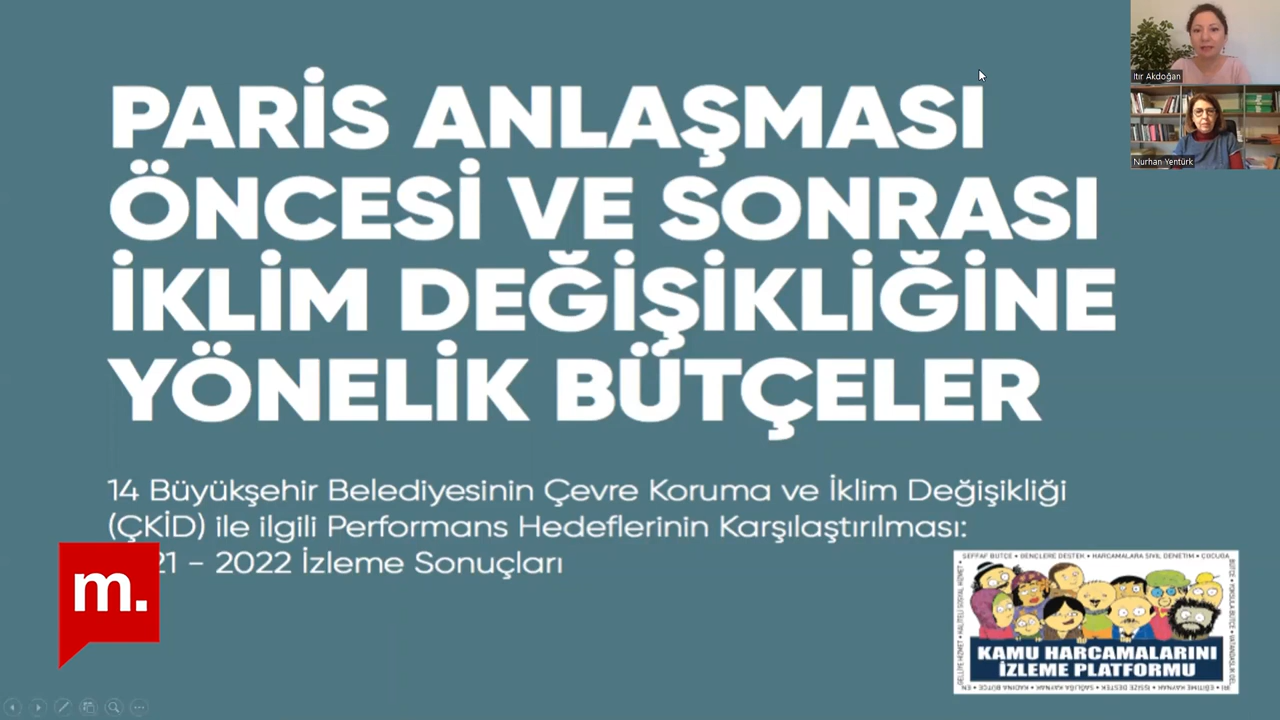 PARİS ANLAŞMASI
ÖNCESİ VE SONRASI
İKLİM DEĞİŞİKLİĞİNE
YÖNELİK BÜTÇELER
14 Büyükşehir Belediyesinin Çevre Koruma ve İklim Değişikliği
(ÇKİD) ile ilgili Performans Hedeflerinin Karşılaştırılması:
21 – 2022 İzleme Sonuçları
m.
Itır Akdoğan
Nurhan Yentürk
ŞEFFAF BÜTÇE • GENÇLERE DESTEK • HARCAMALARA SİVİL DENETİM • ÇOCUĞA
KAMU HARCAMALARINI
İZLEME PLATFORMU